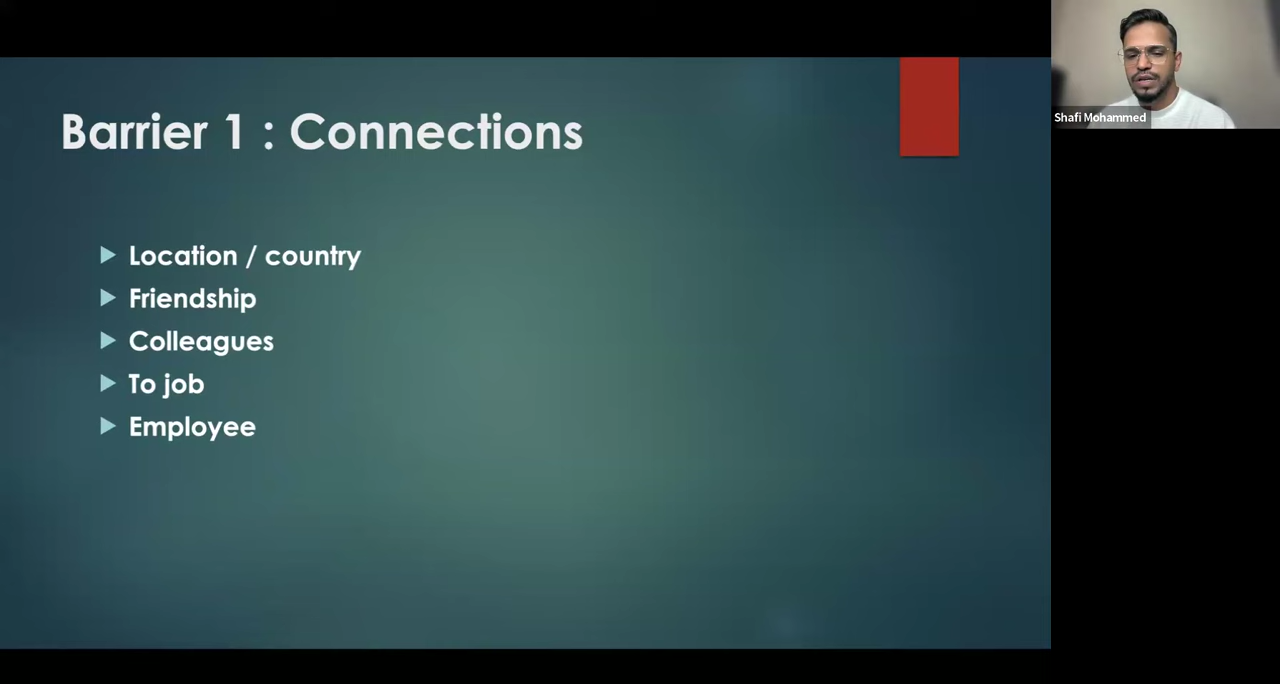 Barrier 1 : Connections
Location / country
Friendship
Colleagues
To job
Employee
Shafi Mohammed